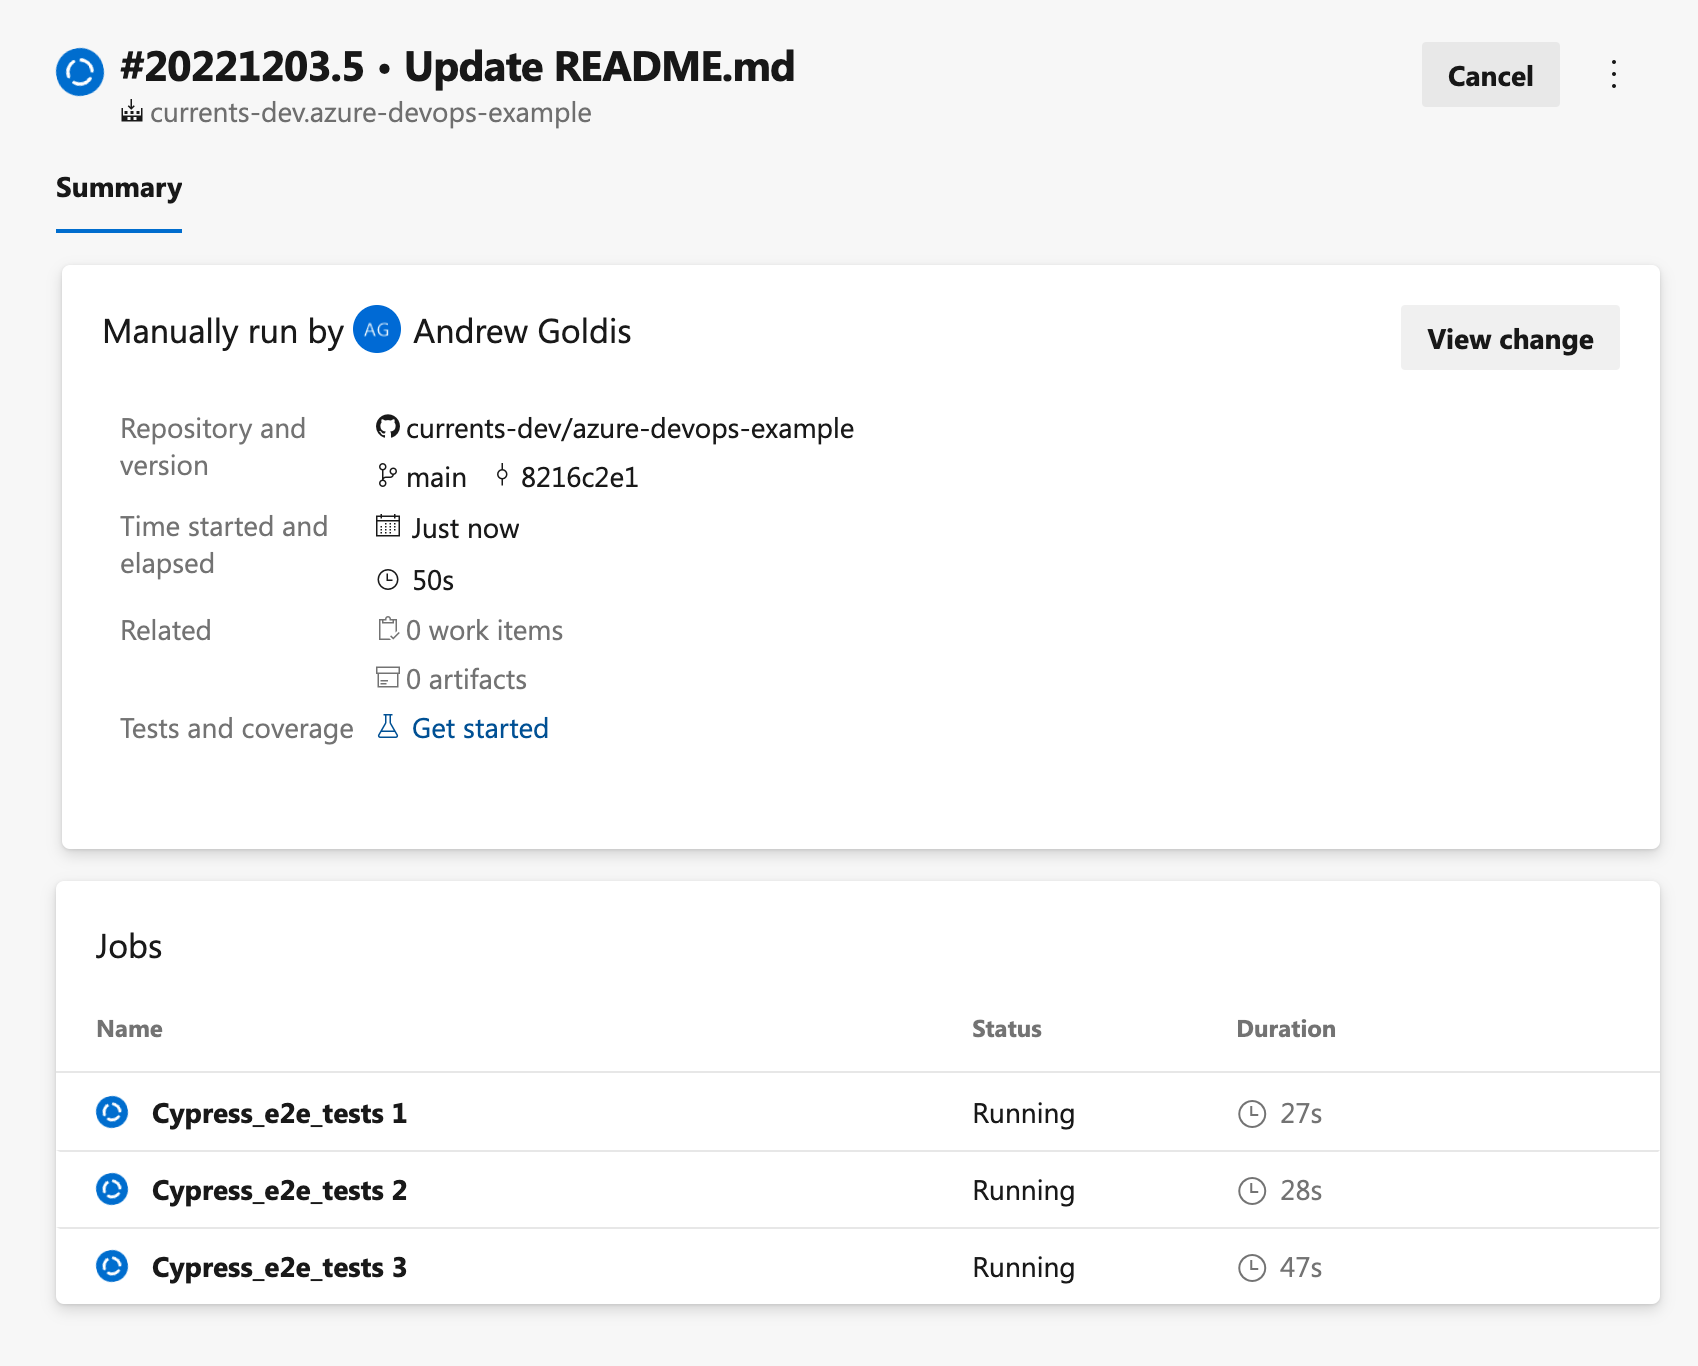 #20221203.5 • Update README.md
Cancel
currents-dev.azure-devops-example
Summary
Manually run by AG Andrew Goldis
View change
Repository and version
currents-dev/azure-devops-example
main 8216c2e1
Time started and elapsed
Just now
50s
Related
0 work items
0 artifacts
Tests and coverage
Get started
Jobs
Name Status Duration
Cypress_e2e_tests 1 Running 27s
Cypress_e2e_tests 2 Running 28s
Cypress_e2e_tests 3 Running 47s